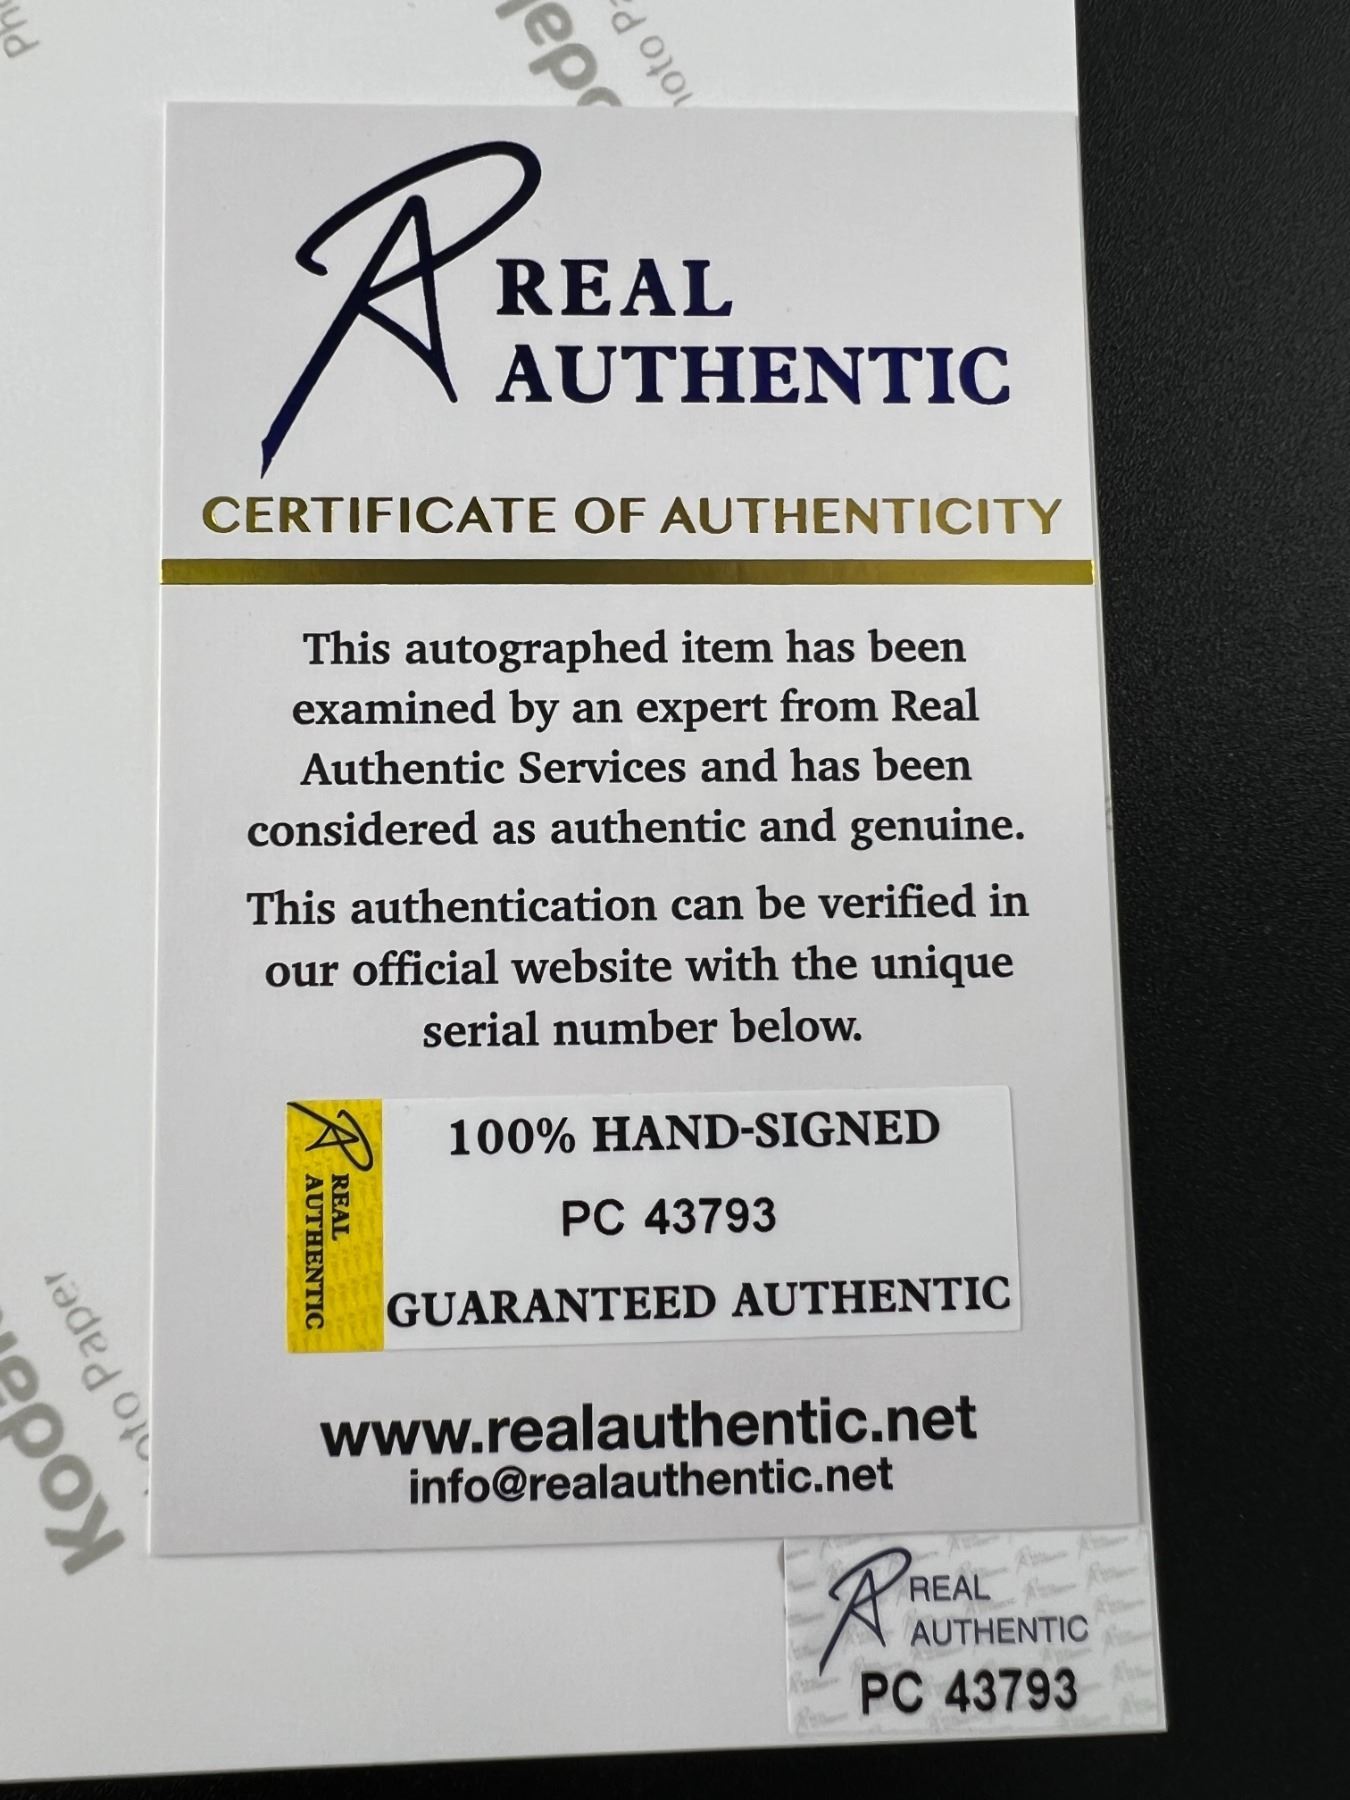 Kodak
Photo Paper
REAL
AUTHENTIC
CERTIFICATE OF AUTHENTICITY
This autographed item has been
examined by an expert from Real
Authentic Services and has been
considered as authentic and genuine.
This authentication can be verified in
our official website with the unique
serial number below.
REAL
AUTHENTIC
100% HAND-SIGNED
PC 43793
GUARANTEED AUTHENTIC
www.realauthentic.net
info@realauthentic.net
REAL
AUTHENTIC
PC 43793